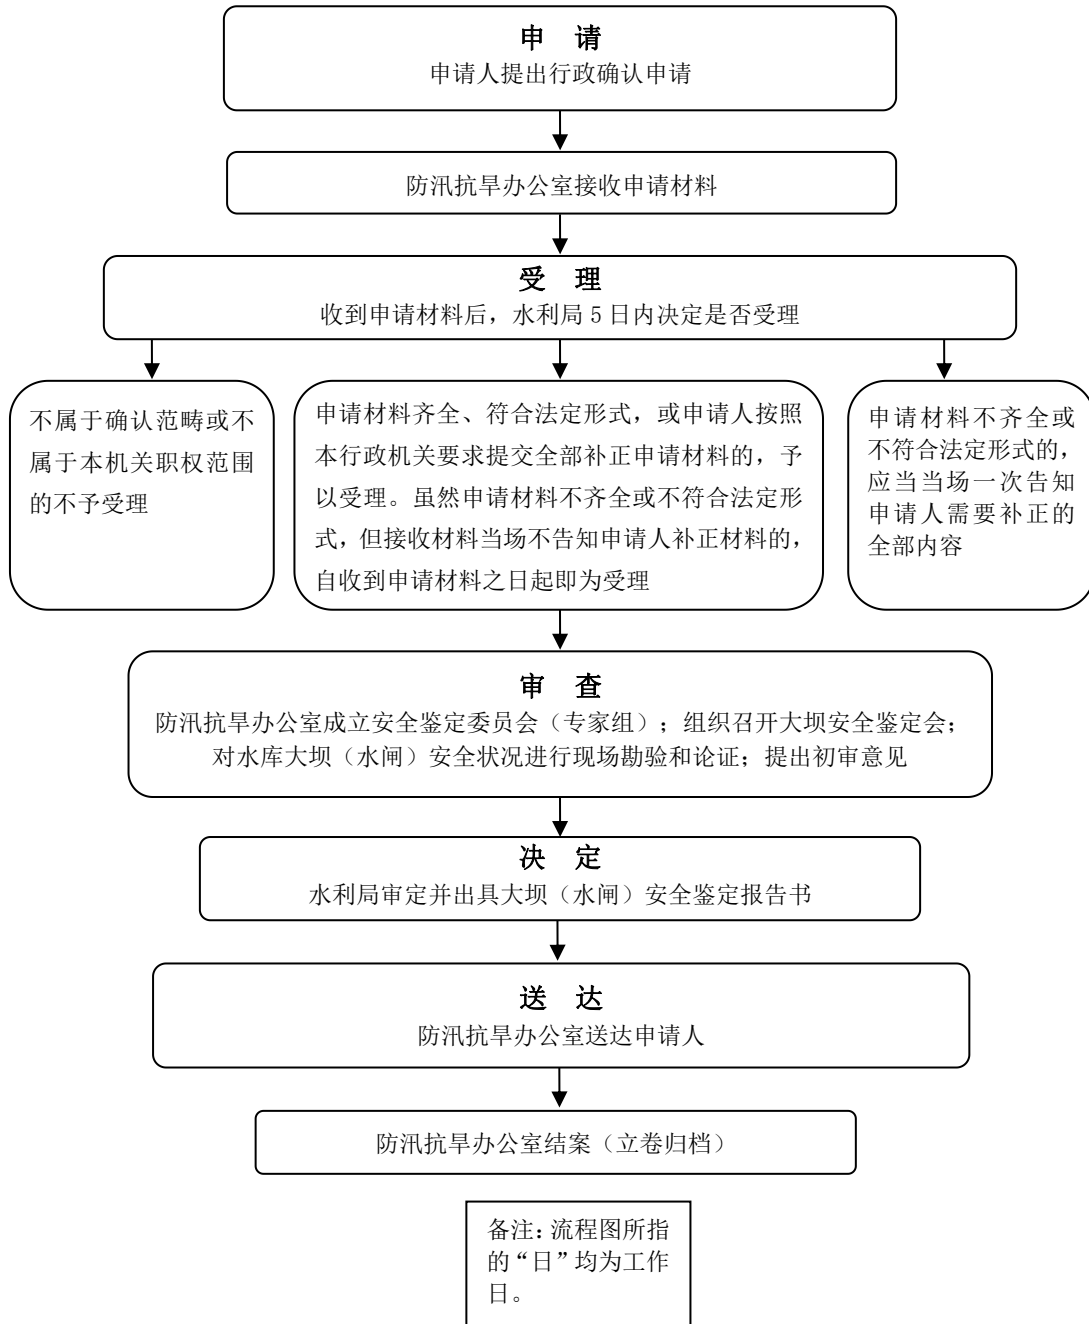 申 请
申请人提出行政确认申请
防汛抗旱办公室接收申请材料
受 理
收到申请材料后，水利局 5 日内决定是否受理
不属于确认范畴或不
属于本机关职权范围
的不予受理
申请材料齐全、符合法定形式，或申请人按照
本行政机关要求提交全部补正申请材料的，予
以受理。虽然申请材料不齐全或不符合法定形
式，但接收材料当场不告知申请人补正材料的，
自收到申请材料之日起即为受理
申请材料不齐全或
不符合法定形式的，
应当当场一次告知
申请人需要补正的
全部内容
审 查
防汛抗旱办公室成立安全鉴定委员会（专家组）；组织召开大坝安全鉴定会；
对水库大坝（水闸）安全状况进行现场勘验和论证；提出初审意见
决 定
水利局审定并出具大坝（水闸）安全鉴定报告书
送 达
防汛抗旱办公室送达申请人
防汛抗旱办公室结案（立卷归档）
备注：流程图所指
的“日”均为工作
日。